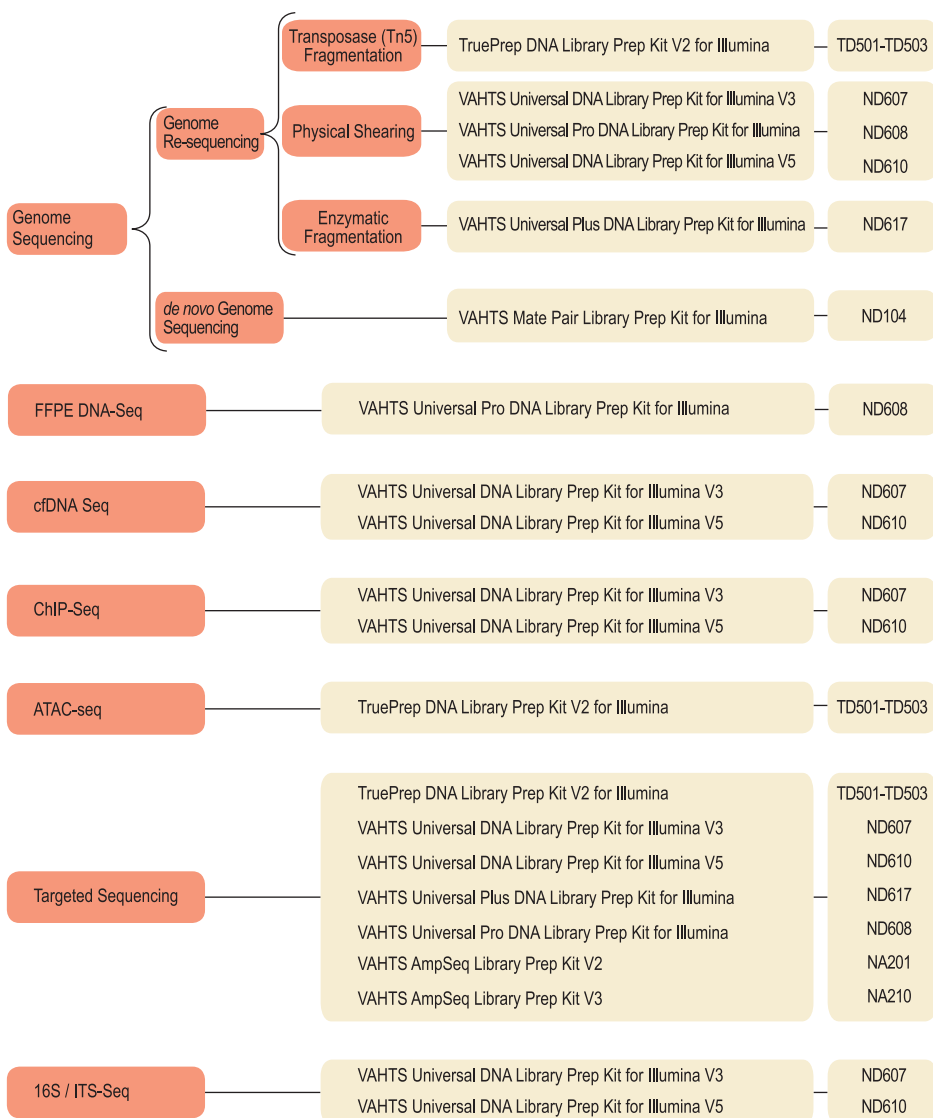 Transposase (Tn5)
Fragmentation
TruePrep DNA Library Prep Kit V2 for Illumina
TD501-TD503
Genome
Re-sequencing
Physical Shearing
VAHTS Universal DNA Library Prep Kit for Illumina V3
ND607
VAHTS Universal Pro DNA Library Prep Kit for Illumina
ND608
VAHTS Universal DNA Library Prep Kit for Illumina V5
ND610
Genome
Sequencing
Enzymatic
Fragmentation
VAHTS Universal Plus DNA Library Prep Kit for Illumina
ND617
de novo Genome
Sequencing
VAHTS Mate Pair Library Prep Kit for Illumina
ND104
FFPE DNA-Seq
VAHTS Universal Pro DNA Library Prep Kit for Illumina
ND608
cfDNA Seq
VAHTS Universal DNA Library Prep Kit for Illumina V3
ND607
VAHTS Universal DNA Library Prep Kit for Illumina V5
ND610
ChIP-Seq
VAHTS Universal DNA Library Prep Kit for Illumina V3
ND607
VAHTS Universal DNA Library Prep Kit for Illumina V5
ND610
ATAC-seq
TruePrep DNA Library Prep Kit V2 for Illumina
TD501-TD503
Targeted Sequencing
TruePrep DNA Library Prep Kit V2 for Illumina
TD501-TD503
VAHTS Universal DNA Library Prep Kit for Illumina V3
ND607
VAHTS Universal DNA Library Prep Kit for Illumina V5
ND610
VAHTS Universal Plus DNA Library Prep Kit for Illumina
ND617
VAHTS Universal Pro DNA Library Prep Kit for Illumina
ND608
VAHTS AmpSeq Library Prep Kit V2
NA201
VAHTS AmpSeq Library Prep Kit V3
NA210
16S / ITS-Seq
VAHTS Universal DNA Library Prep Kit for Illumina V3
ND607
VAHTS Universal DNA Library Prep Kit for Illumina V5
ND610